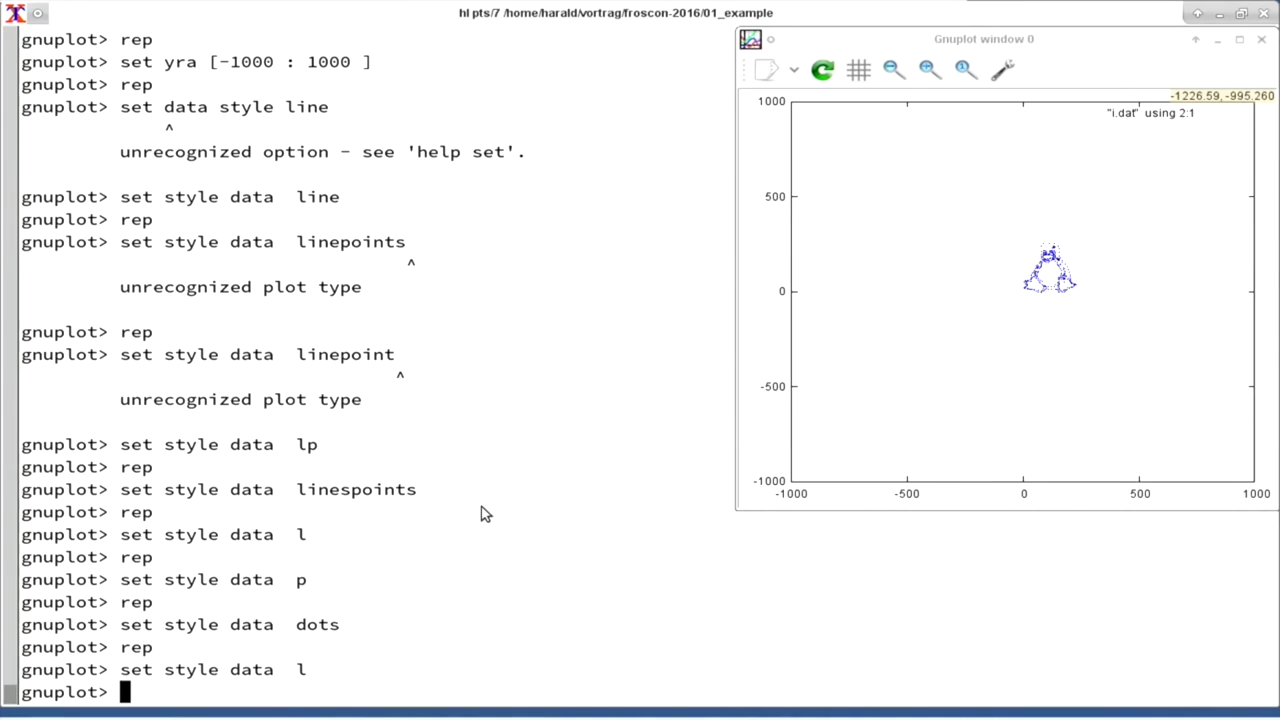 hl pts/7 /home/harald/vortrag/froscon-2016/01_example
gnuplot> rep
gnuplot> set yra [-1000 : 1000 ]
gnuplot> rep
gnuplot> set data style line
^
unrecognized option - see 'help set'.
gnuplot> set style data  line
gnuplot> rep
gnuplot> set style data  linepoints
^
unrecognized plot type
gnuplot> rep
gnuplot> set style data  linepoint
^
unrecognized plot type
gnuplot> set style data  lp
gnuplot> rep
gnuplot> set style data  linespoints
gnuplot> rep
gnuplot> set style data  l
gnuplot> rep
gnuplot> set style data  p
gnuplot> rep
gnuplot> set style data  dots
gnuplot> rep
gnuplot> set style data  l
gnuplot>
Gnuplot window 0
-1226.59, -995.260
1000
"i.dat" using 2:1
500
0
-500
-1000
-1000 -500 0 500 1000